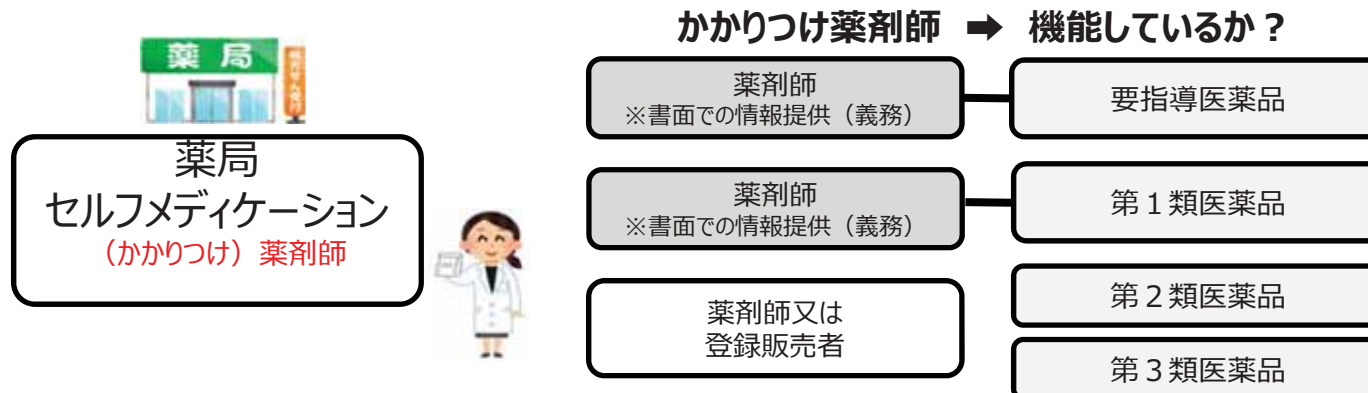 かかりつけ薬剤師 ➡ 機能しているか？
薬局
薬局
セルフメディケーション
（かかりつけ）薬剤師
薬剤師
※書面での情報提供（義務）
要指導医薬品
薬剤師
※書面での情報提供（義務）
第１類医薬品
薬剤師又は
登録販売者
第２類医薬品
第３類医薬品